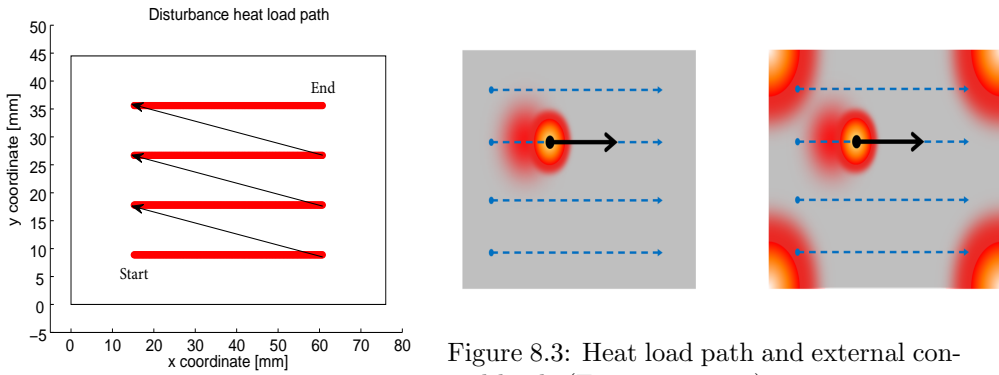 Disturbance heat load path
50
45
40
35
30
25
20
15
10
5
0
−5
y coordinate [mm]
End
Start
0 10 20 30 40 50 60 70 80
x coordinate [mm]
Figure 8.3: Heat load path and external con-